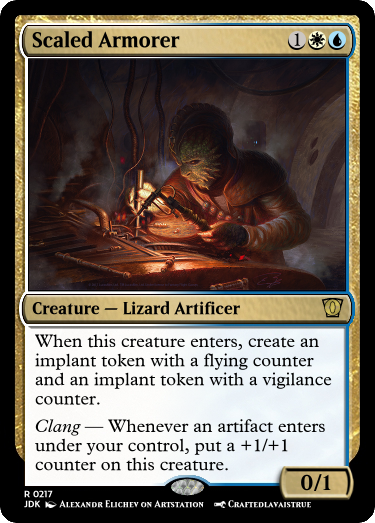 Scaled Armorer 1
Creature — Lizard Artificer
When this creature enters, create an
implant token with a flying counter
and an implant token with a vigilance
counter.
Clang — Whenever an artifact enters
under your control, put a +1/+1
counter on this creature.
0/1
R 0217
JDK Alexandr Elichev on Artstation Craftedlavaistrue